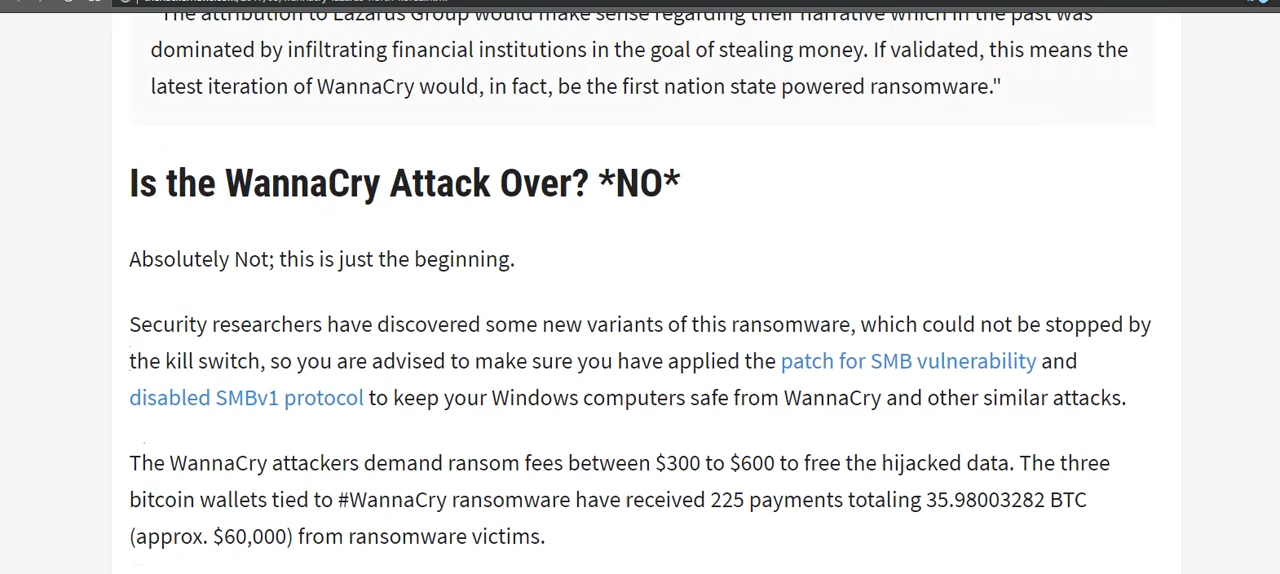 "The attribution to Lazarus Group would make sense regarding their narrative which in the past was
dominated by infiltrating financial institutions in the goal of stealing money. If validated, this means the
latest iteration of WannaCry would, in fact, be the first nation state powered ransomware."
Is the WannaCry Attack Over? *NO*
Absolutely Not; this is just the beginning.
Security researchers have discovered some new variants of this ransomware, which could not be stopped by
the kill switch, so you are advised to make sure you have applied the patch for SMB vulnerability and
disabled SMBv1 protocol to keep your Windows computers safe from WannaCry and other similar attacks.
The WannaCry attackers demand ransom fees between $300 to $600 to free the hijacked data. The three
bitcoin wallets tied to #WannaCry ransomware have received 225 payments totaling 35.98003282 BTC
(approx. $60,000) from ransomware victims.